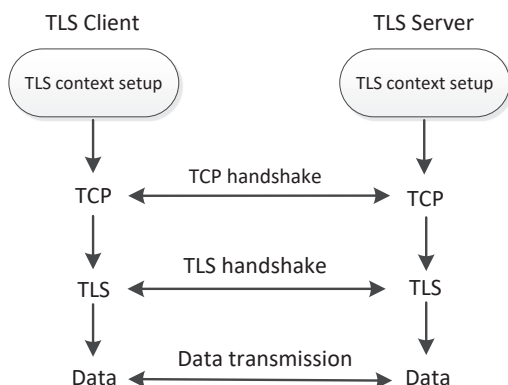 TLS Client
TLS Server
TLS context setup
TLS context setup
TCP
TCP handshake
TCP
TLS
TLS handshake
TLS
Data
Data transmission
Data